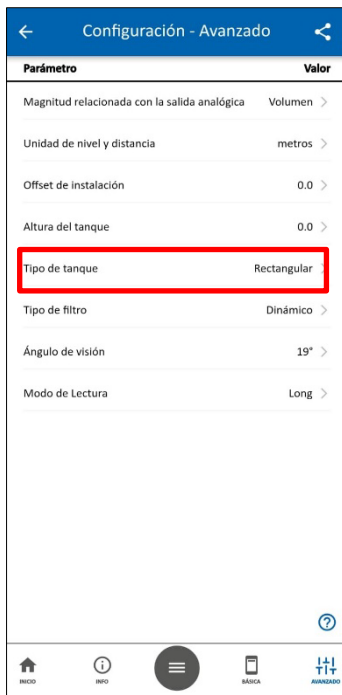 Configuración - Avanzado
Parámetro Valor
Magnitud relacionada con la salida analógica Volumen
Unidad de nivel y distancia metros
Offset de instalación 0.0
Altura del tanque 0.0
Tipo de tanque Rectangular
Tipo de filtro Dinámico
Ángulo de visión 19°
Modo de Lectura Long
INICIO INFO BÁSICA AVANZADO